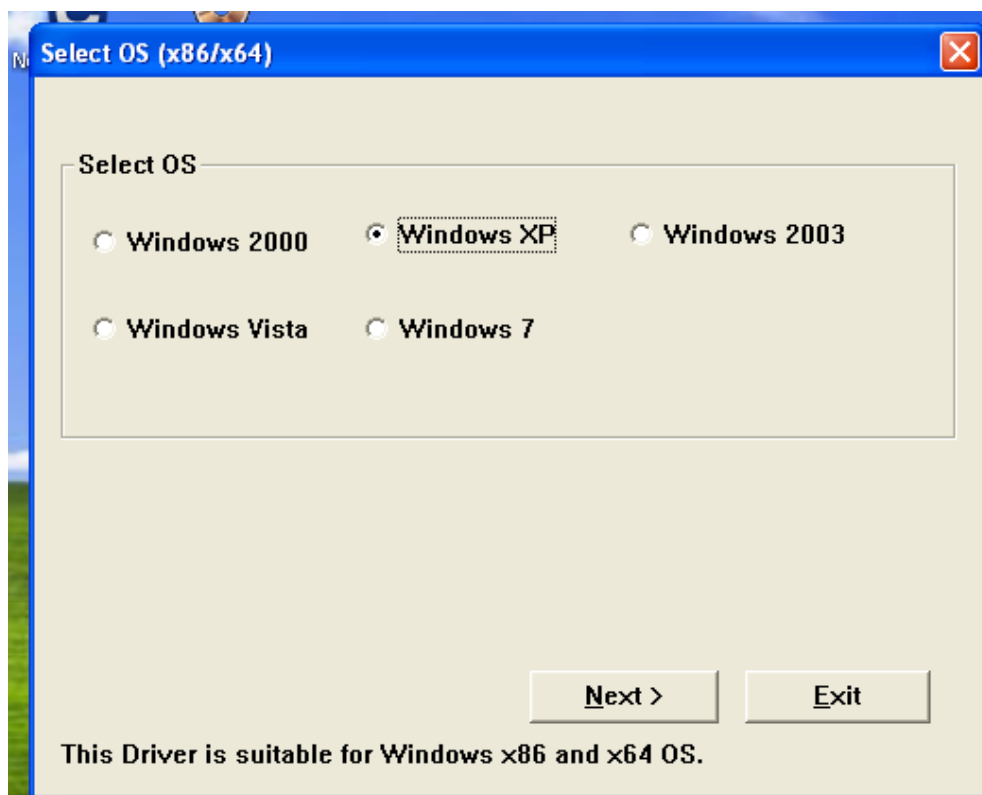 Select OS (x86/x64)
Select OS
Windows 2000 Windows XP Windows 2003
Windows Vista Windows 7
Next > Exit
This Driver is suitable for Windows x86 and x64 OS.